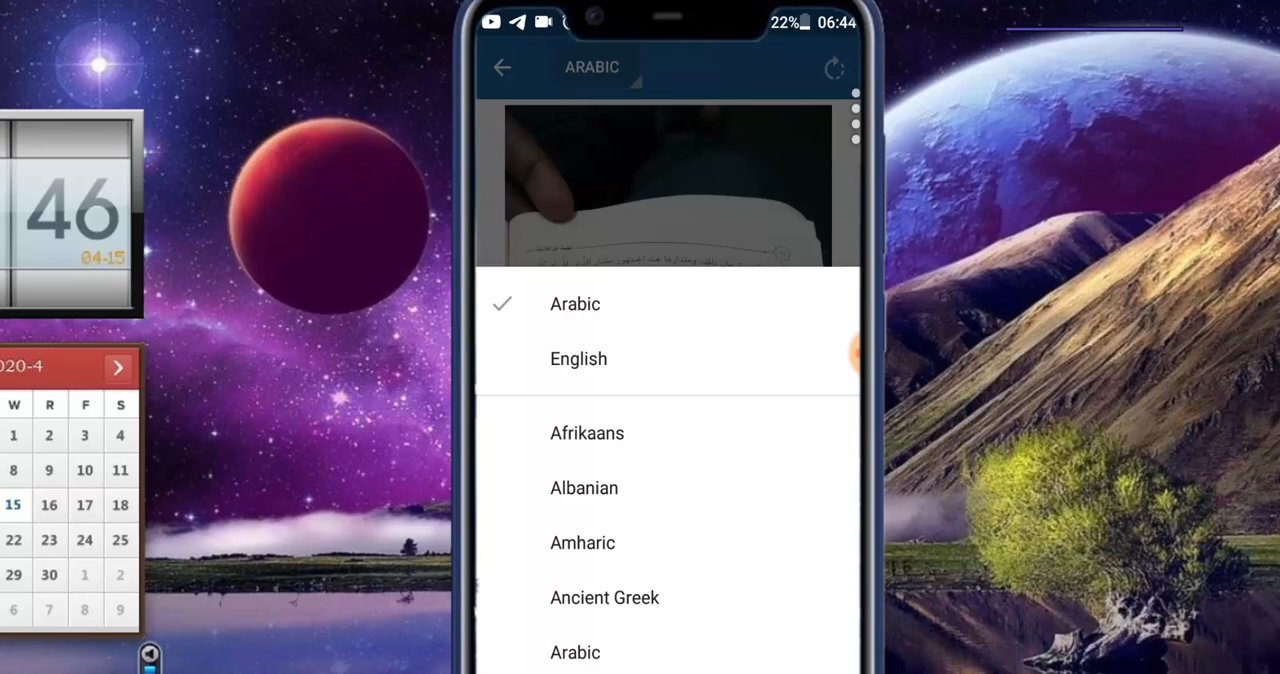 22% 06:44
ARABIC
46
04-15
Arabic
English
Afrikaans
Albanian
Amharic
Ancient Greek
Arabic
020-4
W R F S
1 2 3 4
8 9 10 11
15 16 17 18
22 23 24 25
29 30 1 2
6 7 8 9